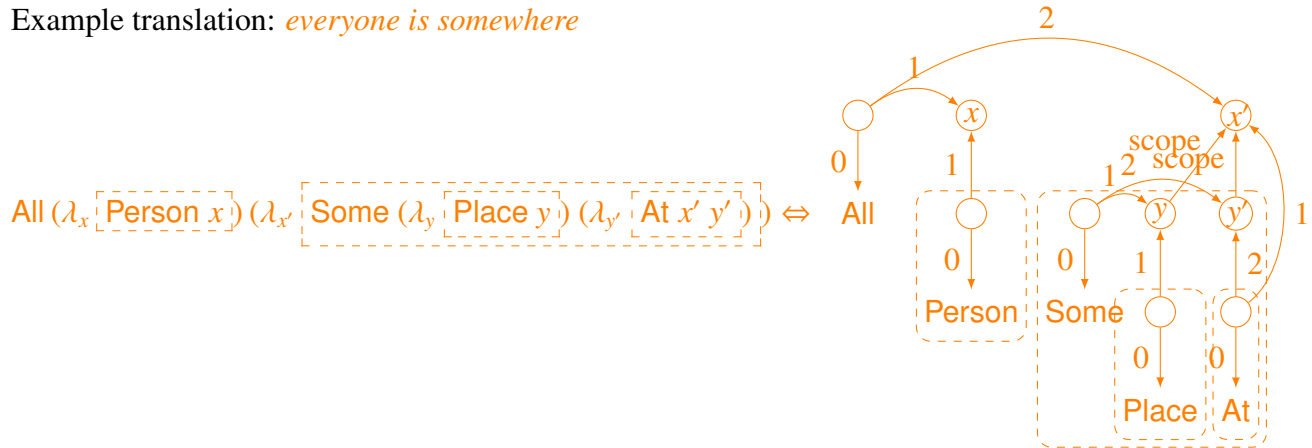 Example translation: everyone is somewhere
2
1
x
x′
0
1
scope
scope
2
1
1
All (λx Person x) (λx′ Some (λy Place y) (λy′ At x′ y′)) ⇔
All
y
y′
0
0
1
2
Person
Some
0
0
Place
At